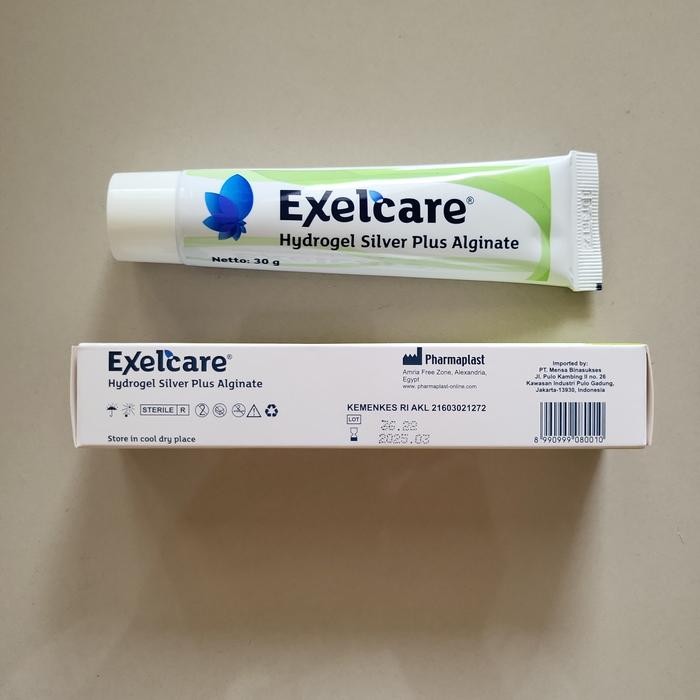 Exelcare®
Hydrogel Silver Plus Alginate
Netto: 30 g
Exelcare®
Hydrogel Silver Plus Alginate
STERILE R
Store in cool dry place
Pharmaplast
Amria Free Zone, Alexandria,
Egypt
www.pharmaplast-online.com
KEMENKES RI AKL 21603021272
LOT
36.22
2025.03
Imported by:
PT. Mensa Binasukses
Jl. Pulo Kambing II no. 26
Kawasan Industri Pulo Gadung,
Jakarta-13930, Indonesia
8 990999 080010